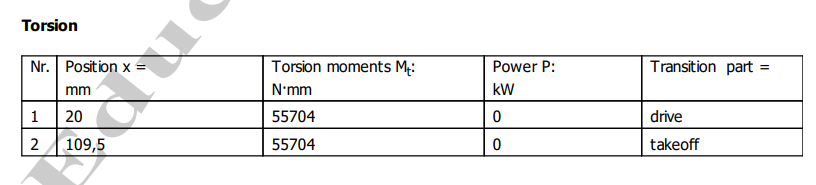 Torsion
Nr. Position x = Torsion moments Mt: Power P: Transition part =
mm N·mm kW
1 20 55704 0 drive
2 109,5 55704 0 takeoff
Educ